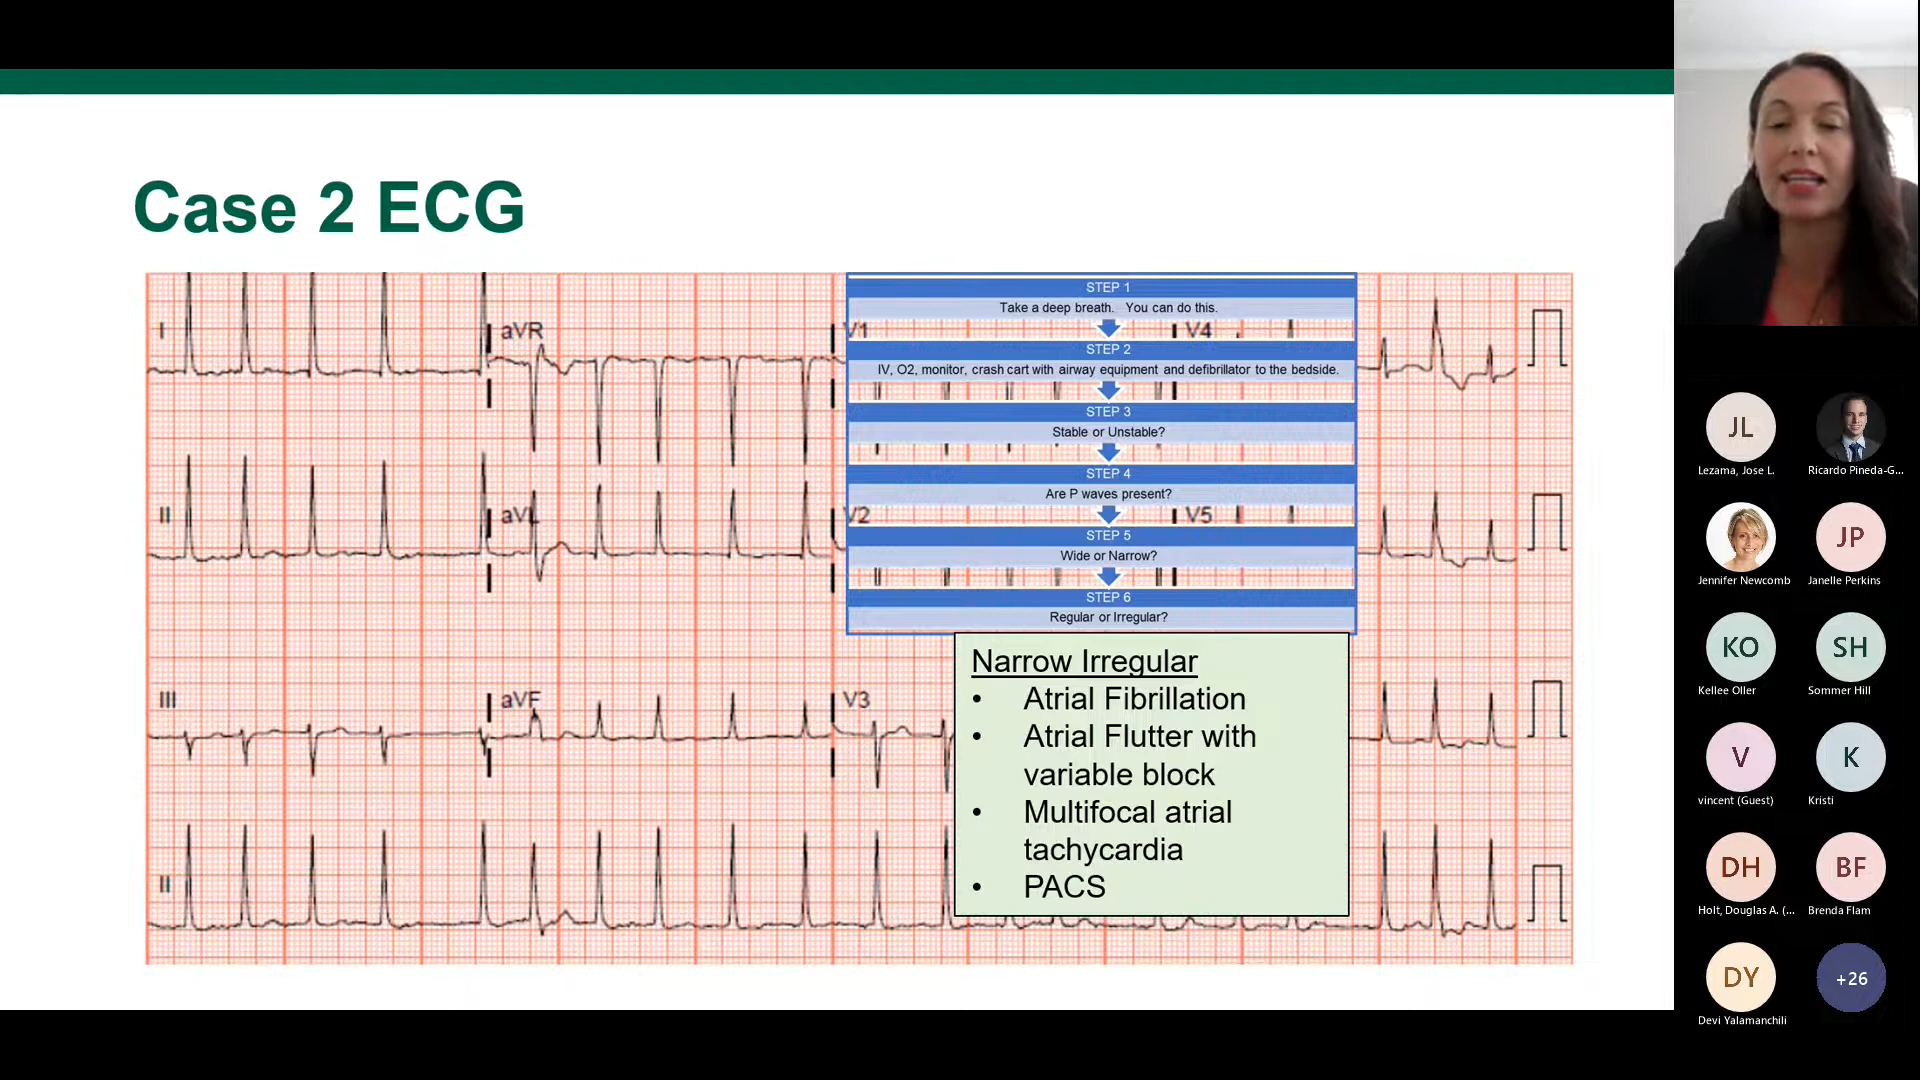 Case 2 ECG
I
aVR
V1
V4
II
aVL
V2
V5
III
aVF
V3
II
STEP 1
Take a deep breath. You can do this.
STEP 2
IV, O2, monitor, crash cart with airway equipment and defibrillator to the bedside.
STEP 3
Stable or Unstable?
STEP 4
Are P waves present?
STEP 5
Wide or Narrow?
STEP 6
Regular or Irregular?
Narrow Irregular
• Atrial Fibrillation
• Atrial Flutter with
variable block
• Multifocal atrial
tachycardia
• PACS
JL
Lezama, Jose L.
Ricardo Pineda-G...
Jennifer Newcomb
JP
Janelle Perkins
KO
Kellee Oller
SH
Sommer Hill
V
vincent (Guest)
K
Kristi
DH
Holt, Douglas A. (...
BF
Brenda Flam
DY
Devi Yalamanchili
+26